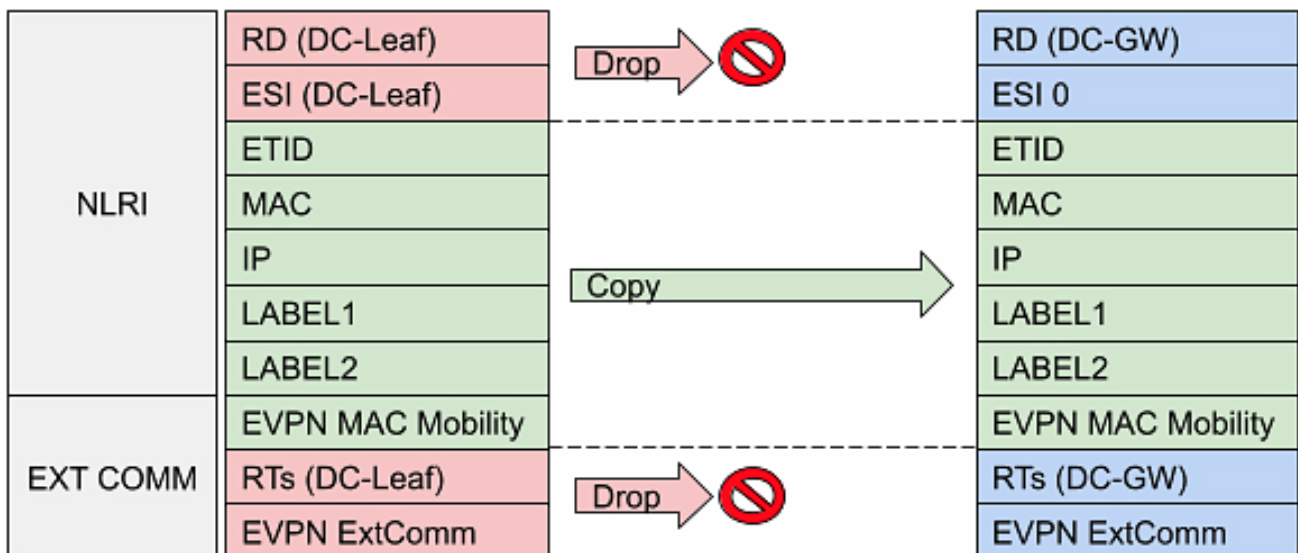 RD (DC-Leaf)
Drop
RD (DC-GW)
ESI (DC-Leaf)
ESI 0
ETID
ETID
NLRI
MAC
MAC
IP
IP
Copy
LABEL1
LABEL1
LABEL2
LABEL2
EVPN MAC Mobility
EVPN MAC Mobility
EXT COMM
RTs (DC-Leaf)
Drop
RTs (DC-GW)
EVPN ExtComm
EVPN ExtComm